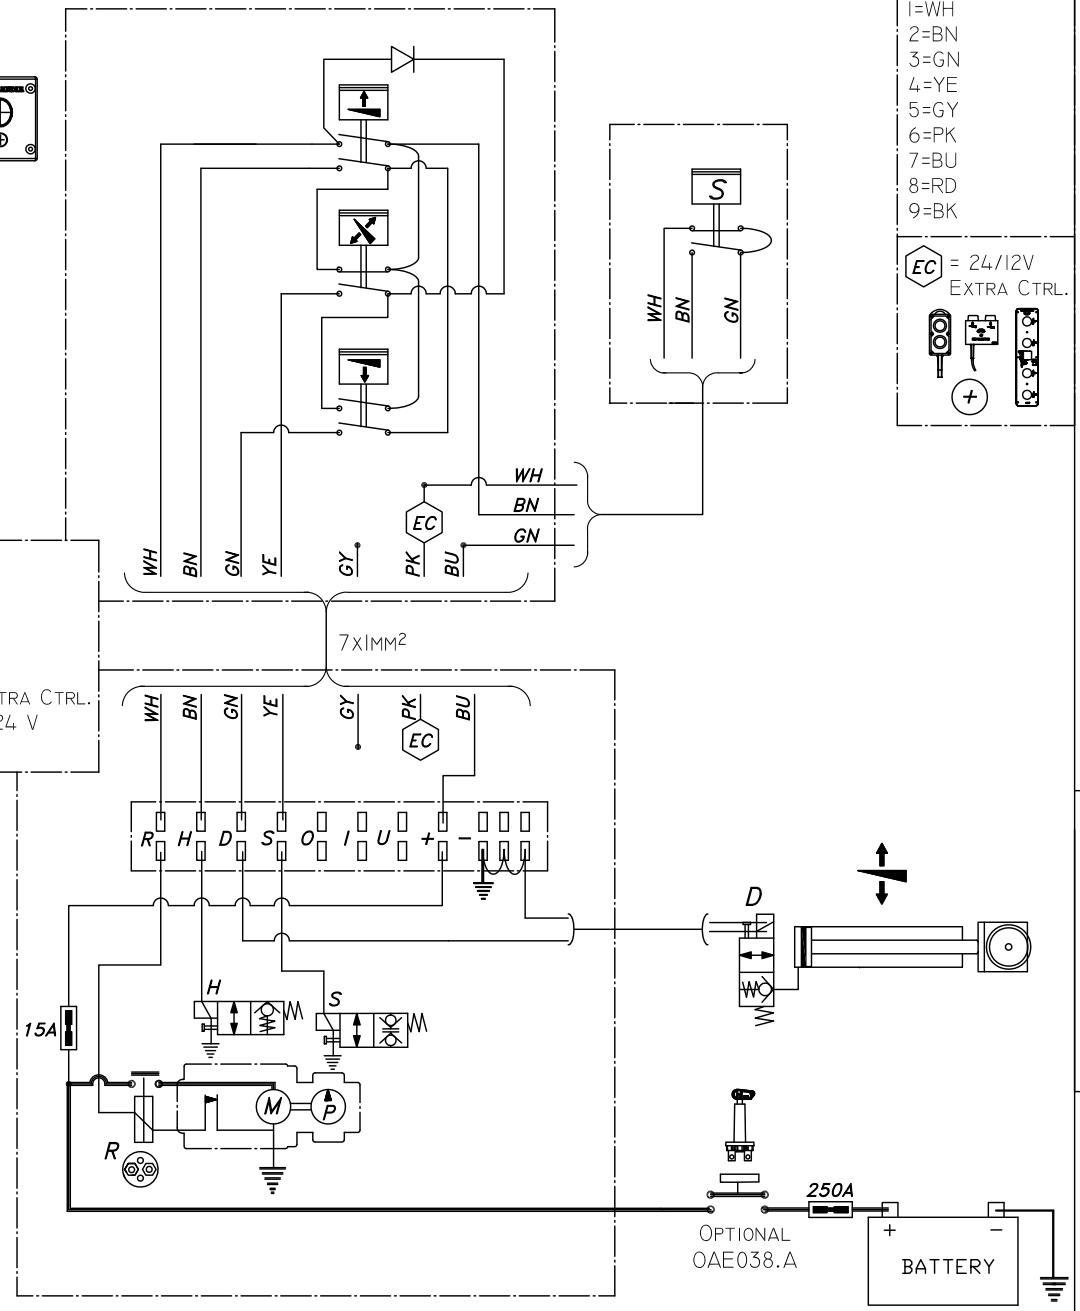 1=WH
2=BN
3=GN
4=YE
5=GY
6=PK
7=BU
8=RD
9=BK
EC = 24/12V
EXTRA CTRL.
+
S
WH BN GN
WH
BN
GN
EC
WH BN GN YE GY PK BU
7X1MM²
TRA CTRL.
24 V
WH BN GN YE GY PK BU
EC
R H D S O I U + -
D
H
S
15A
M
P
R
250A
OPTIONAL
OAE038.A
+ -
BATTERY